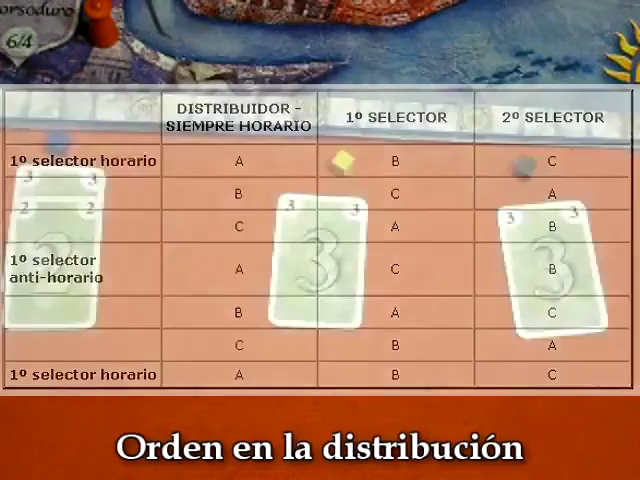 orsoduro
6/4
DISTRIBUIDOR -
SIEMPRE HORARIO
1º SELECTOR
2º SELECTOR
1º selector horario
A
B
C
B
C
A
C
A
B
1º selector
anti-horario
A
C
B
B
A
C
C
B
A
1º selector horario
A
B
C
3 3
2 2
2
3 3
3
3 3
3
Orden en la distribución